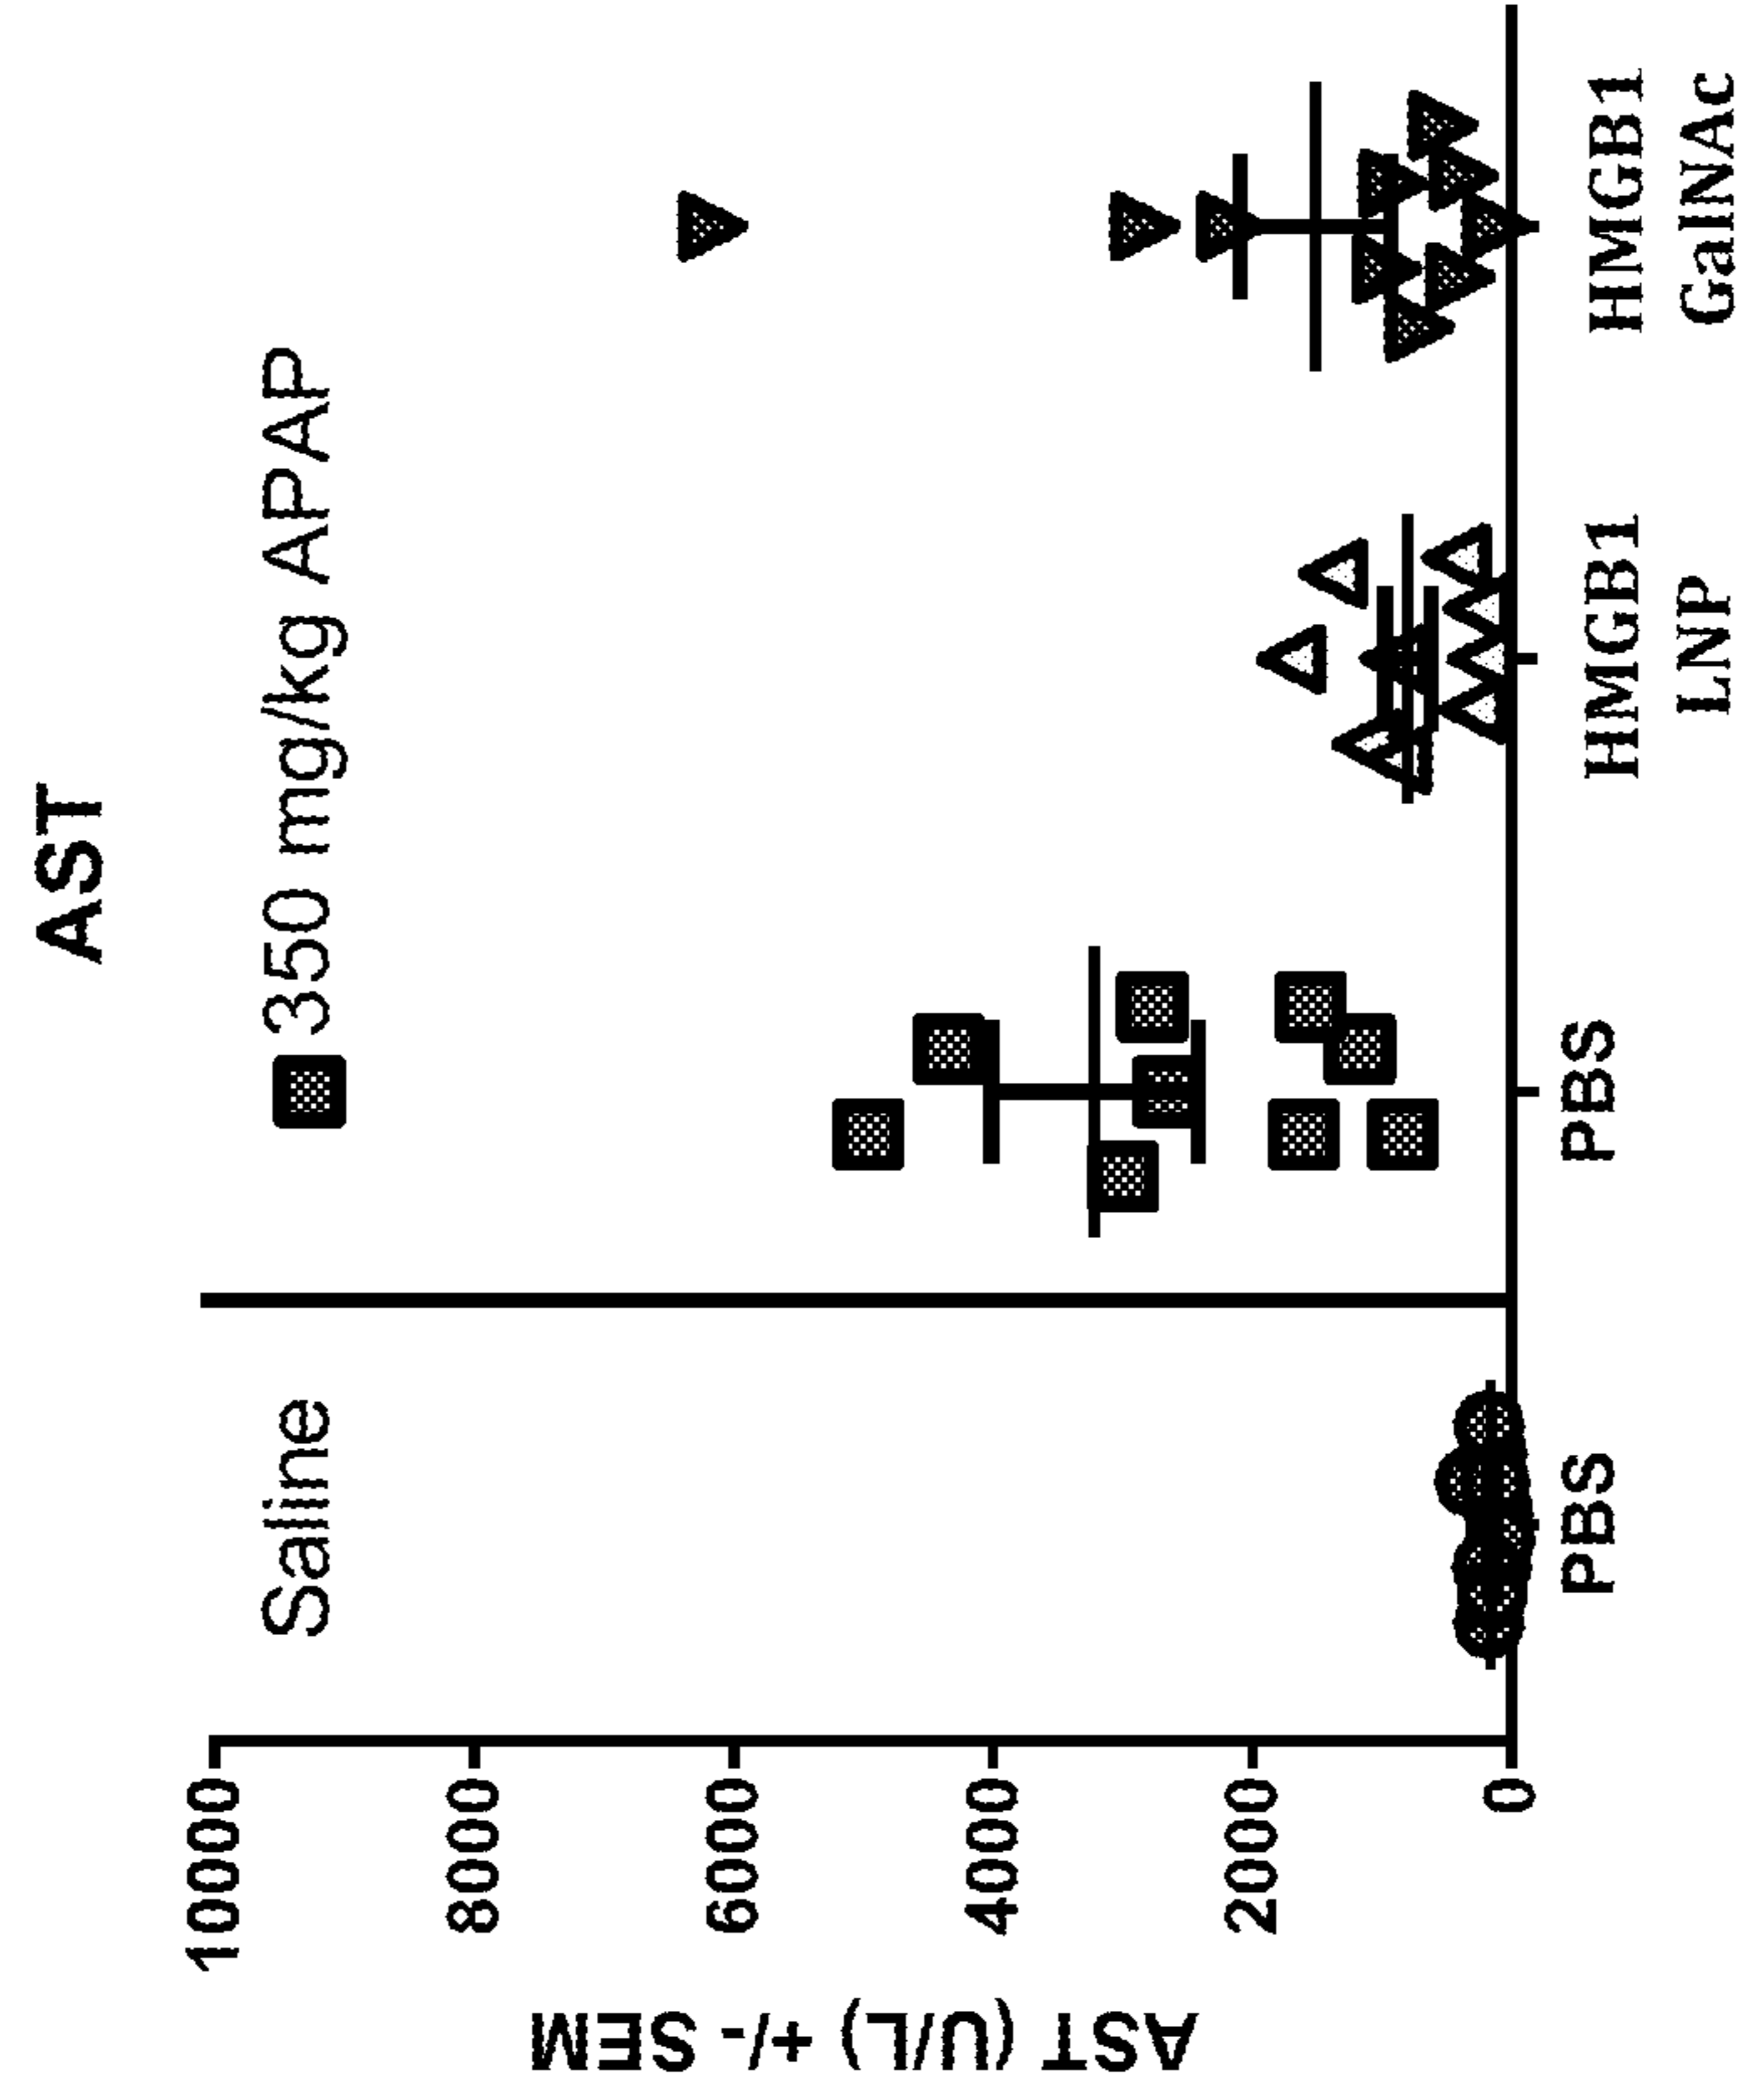 AST
Saline
350 mg/kg APAP
AST (U/L) +/- SEM
10000
8000
6000
4000
2000
0
PBS
PBS
HMGB1
LNP
HMGB1
GalNAc